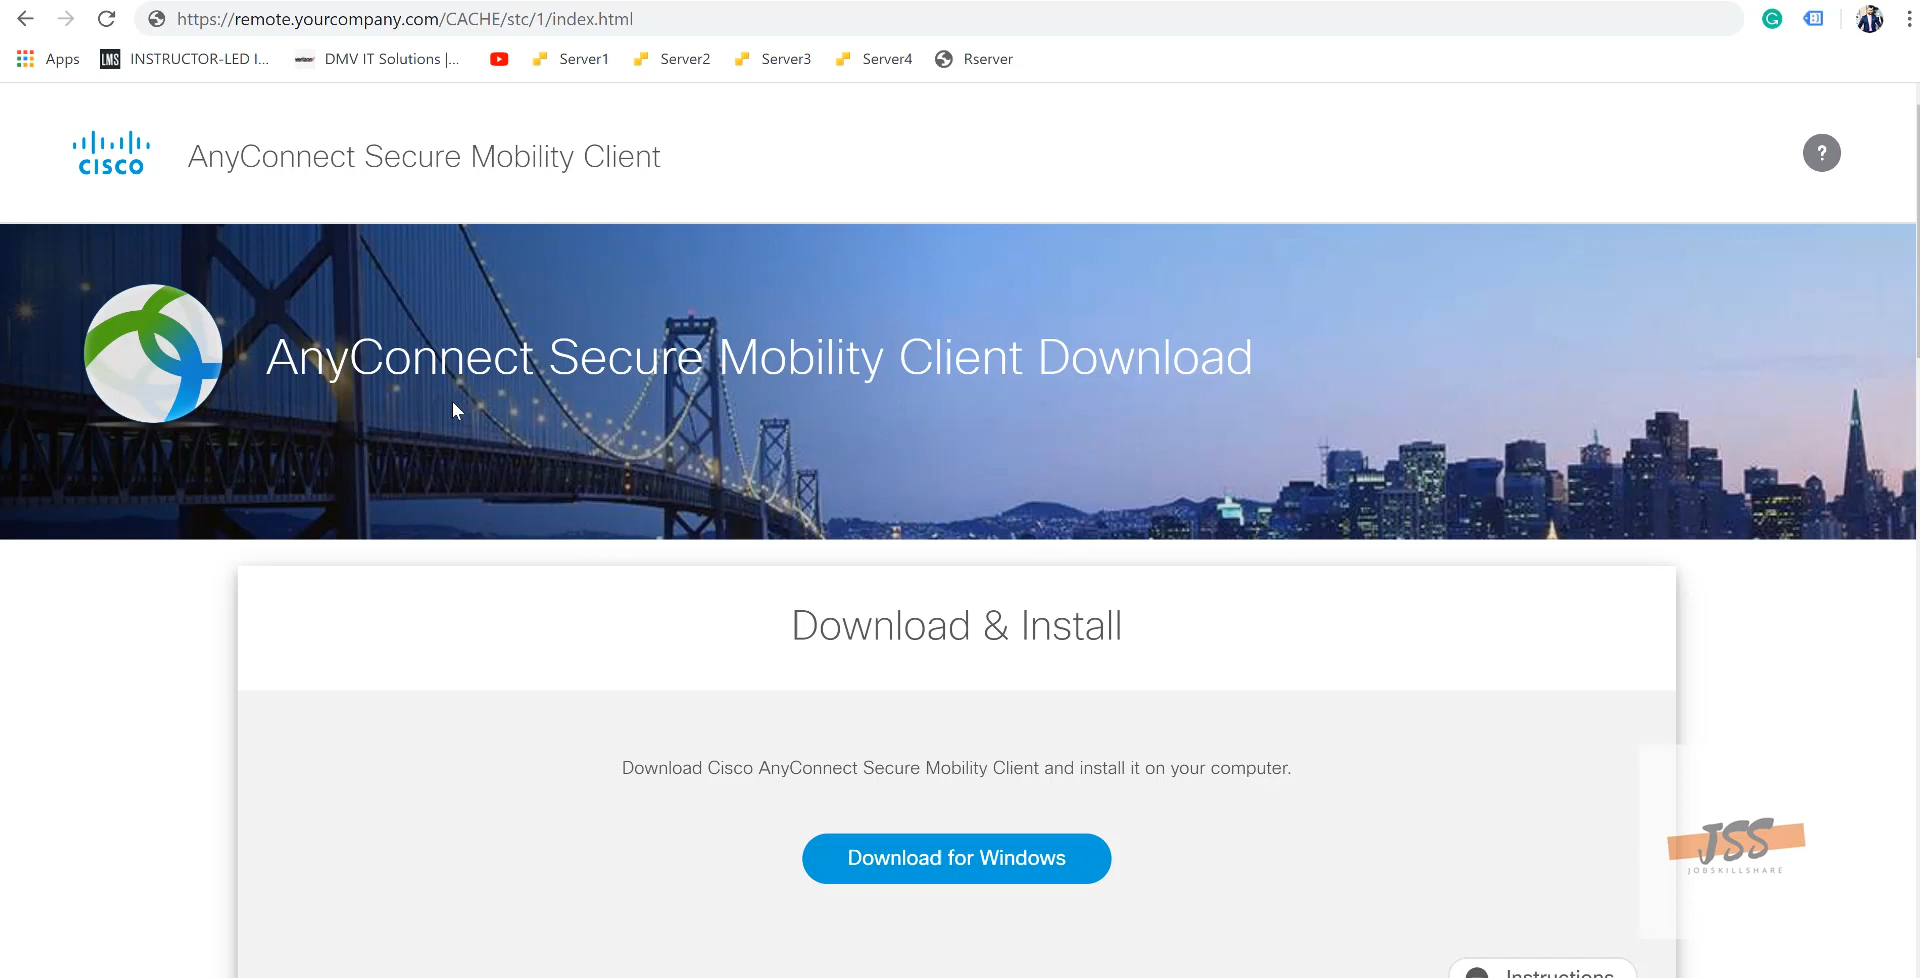 https://remote.yourcompany.com/CACHE/stc/1/index.html
Apps LMS INSTRUCTOR-LED I... DMV IT Solutions |... Server1 Server2 Server3 Server4 Rserver
CISCO AnyConnect Secure Mobility Client ?
AnyConnect Secure Mobility Client Download
Download & Install
Download Cisco AnyConnect Secure Mobility Client and install it on your computer.
Download for Windows
JSS
JOBSKILLSHARE
Instructions